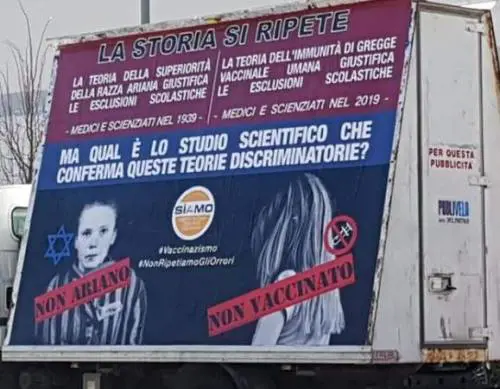 LA STORIA SI RIPETE
LA TEORIA DELLA SUPERIORITÀ
DELLA RAZZA ARIANA GIUSTIFICA
LE ESCLUSIONI SCOLASTICHE
- MEDICI E SCIENZIATI NEL 1939 -
LA TEORIA DELL'IMMUNITÀ DI GREGGE
VACCINALE UMANA GIUSTIFICA
LE ESCLUSIONI SCOLASTICHE
- MEDICI E SCIENZIATI NEL 2019 -
MA QUAL È LO STUDIO SCIENTIFICO CHE
CONFERMA QUESTE TEORIE DISCRIMINATORIE?
SIAMO
#Vaccinazismo
#NonRipetiamoGliOrrori
NON ARIANO
NON VACCINATO
PER QUESTA
PUBBLICITÀ